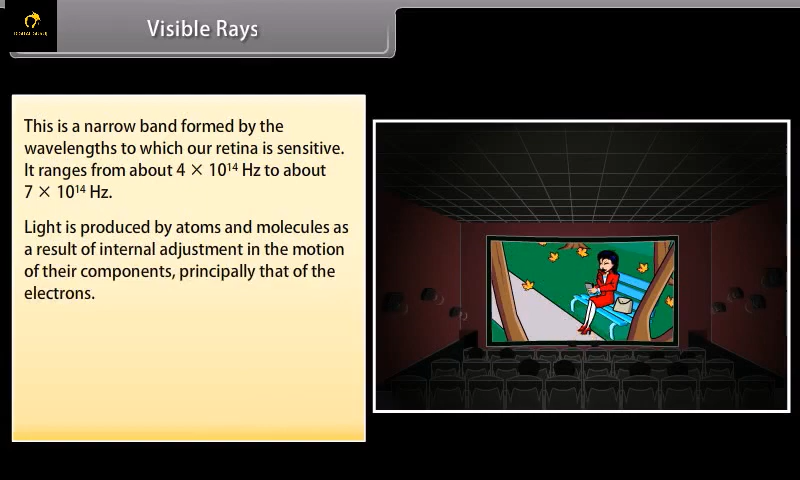 Visible Rays
This is a narrow band formed by the
wavelengths to which our retina is sensitive.
It ranges from about 4 × 10¹⁴ Hz to about
7 × 10¹⁴ Hz.
Light is produced by atoms and molecules as
a result of internal adjustment in the motion
of their components, principally that of the
electrons.